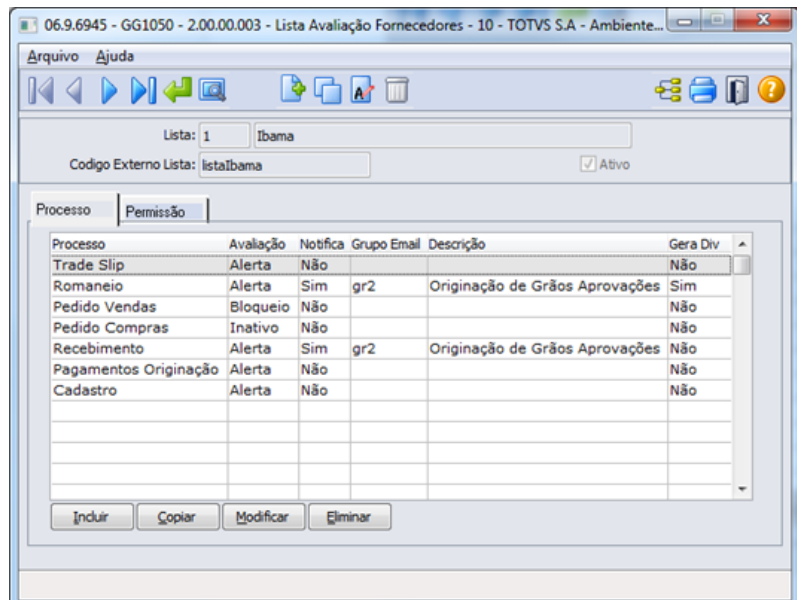 06.9.6945 - GG1050 - 2.00.00.003 - Lista Avaliação Fornecedores - 10 - TOTVS S.A - Ambiente...
Arquivo Ajuda
Lista: 1 Ibama
Codigo Externo Lista: listaIbama Ativo
Processo Permissão
Processo Avaliação Notifica Grupo Email Descrição Gera Div
Trade Slip Alerta Não Não
Romaneio Alerta Sim gr2 Originação de Grãos Aprovações Sim
Pedido Vendas Bloqueio Não Não
Pedido Compras Inativo Não Não
Recebimento Alerta Sim gr2 Originação de Grãos Aprovações Não
Pagamentos Originação Alerta Não Não
Cadastro Alerta Não Não
Incluir Copiar Modificar Eliminar